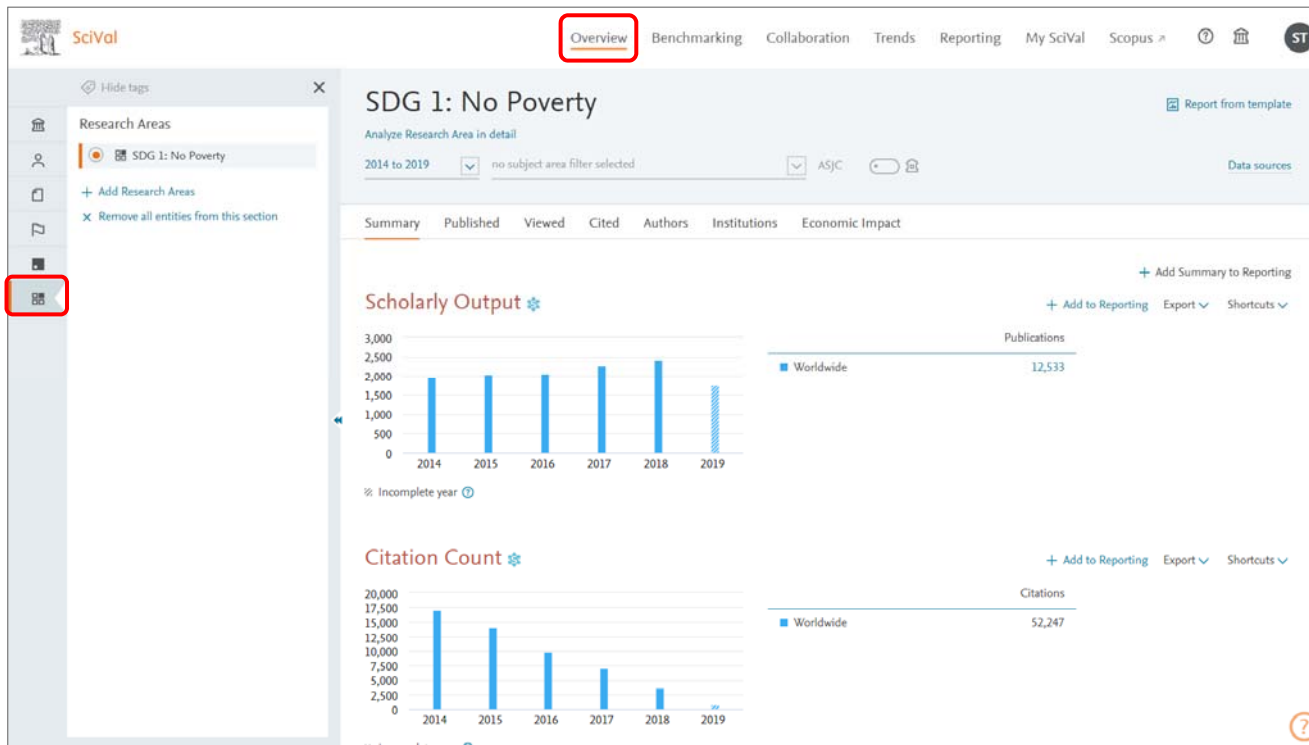 SciVal
Overview Benchmarking Collaboration Trends Reporting My SciVal Scopus ↗ ? ST
Hide tags ×
Research Areas
SDG 1: No Poverty
+ Add Research Areas
× Remove all entities from this section
SDG 1: No Poverty
Report from template
Analyze Research Area in detail
2014 to 2019 no subject area filter selected ASJC Data sources
Summary Published Viewed Cited Authors Institutions Economic Impact
+ Add Summary to Reporting
Scholarly Output
+ Add to Reporting Export Shortcuts
3,000
2,500
2,000
1,500
1,000
500
0
2014 2015 2016 2017 2018 2019
Incomplete year ?
Publications
Worldwide 12,533
Citation Count
+ Add to Reporting Export Shortcuts
20,000
17,500
15,000
12,500
10,000
7,500
5,000
2,500
0
2014 2015 2016 2017 2018 2019
Citations
Worldwide 52,247
?